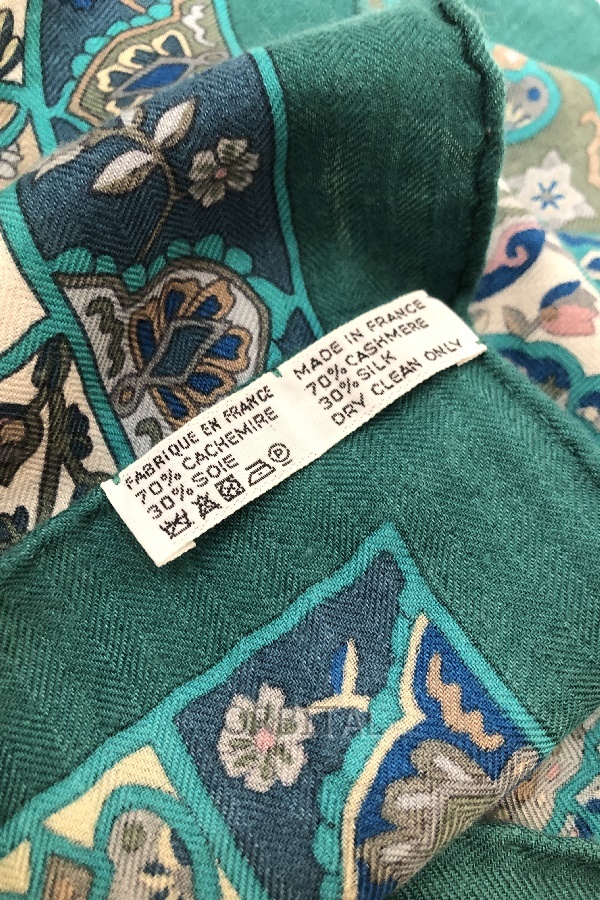 FABRIQUE EN FRANCE
70% CACHEMIRE
30% SOIE
MADE IN FRANCE
70% CASHMERE
30% SILK
DRY CLEAN ONLY
P